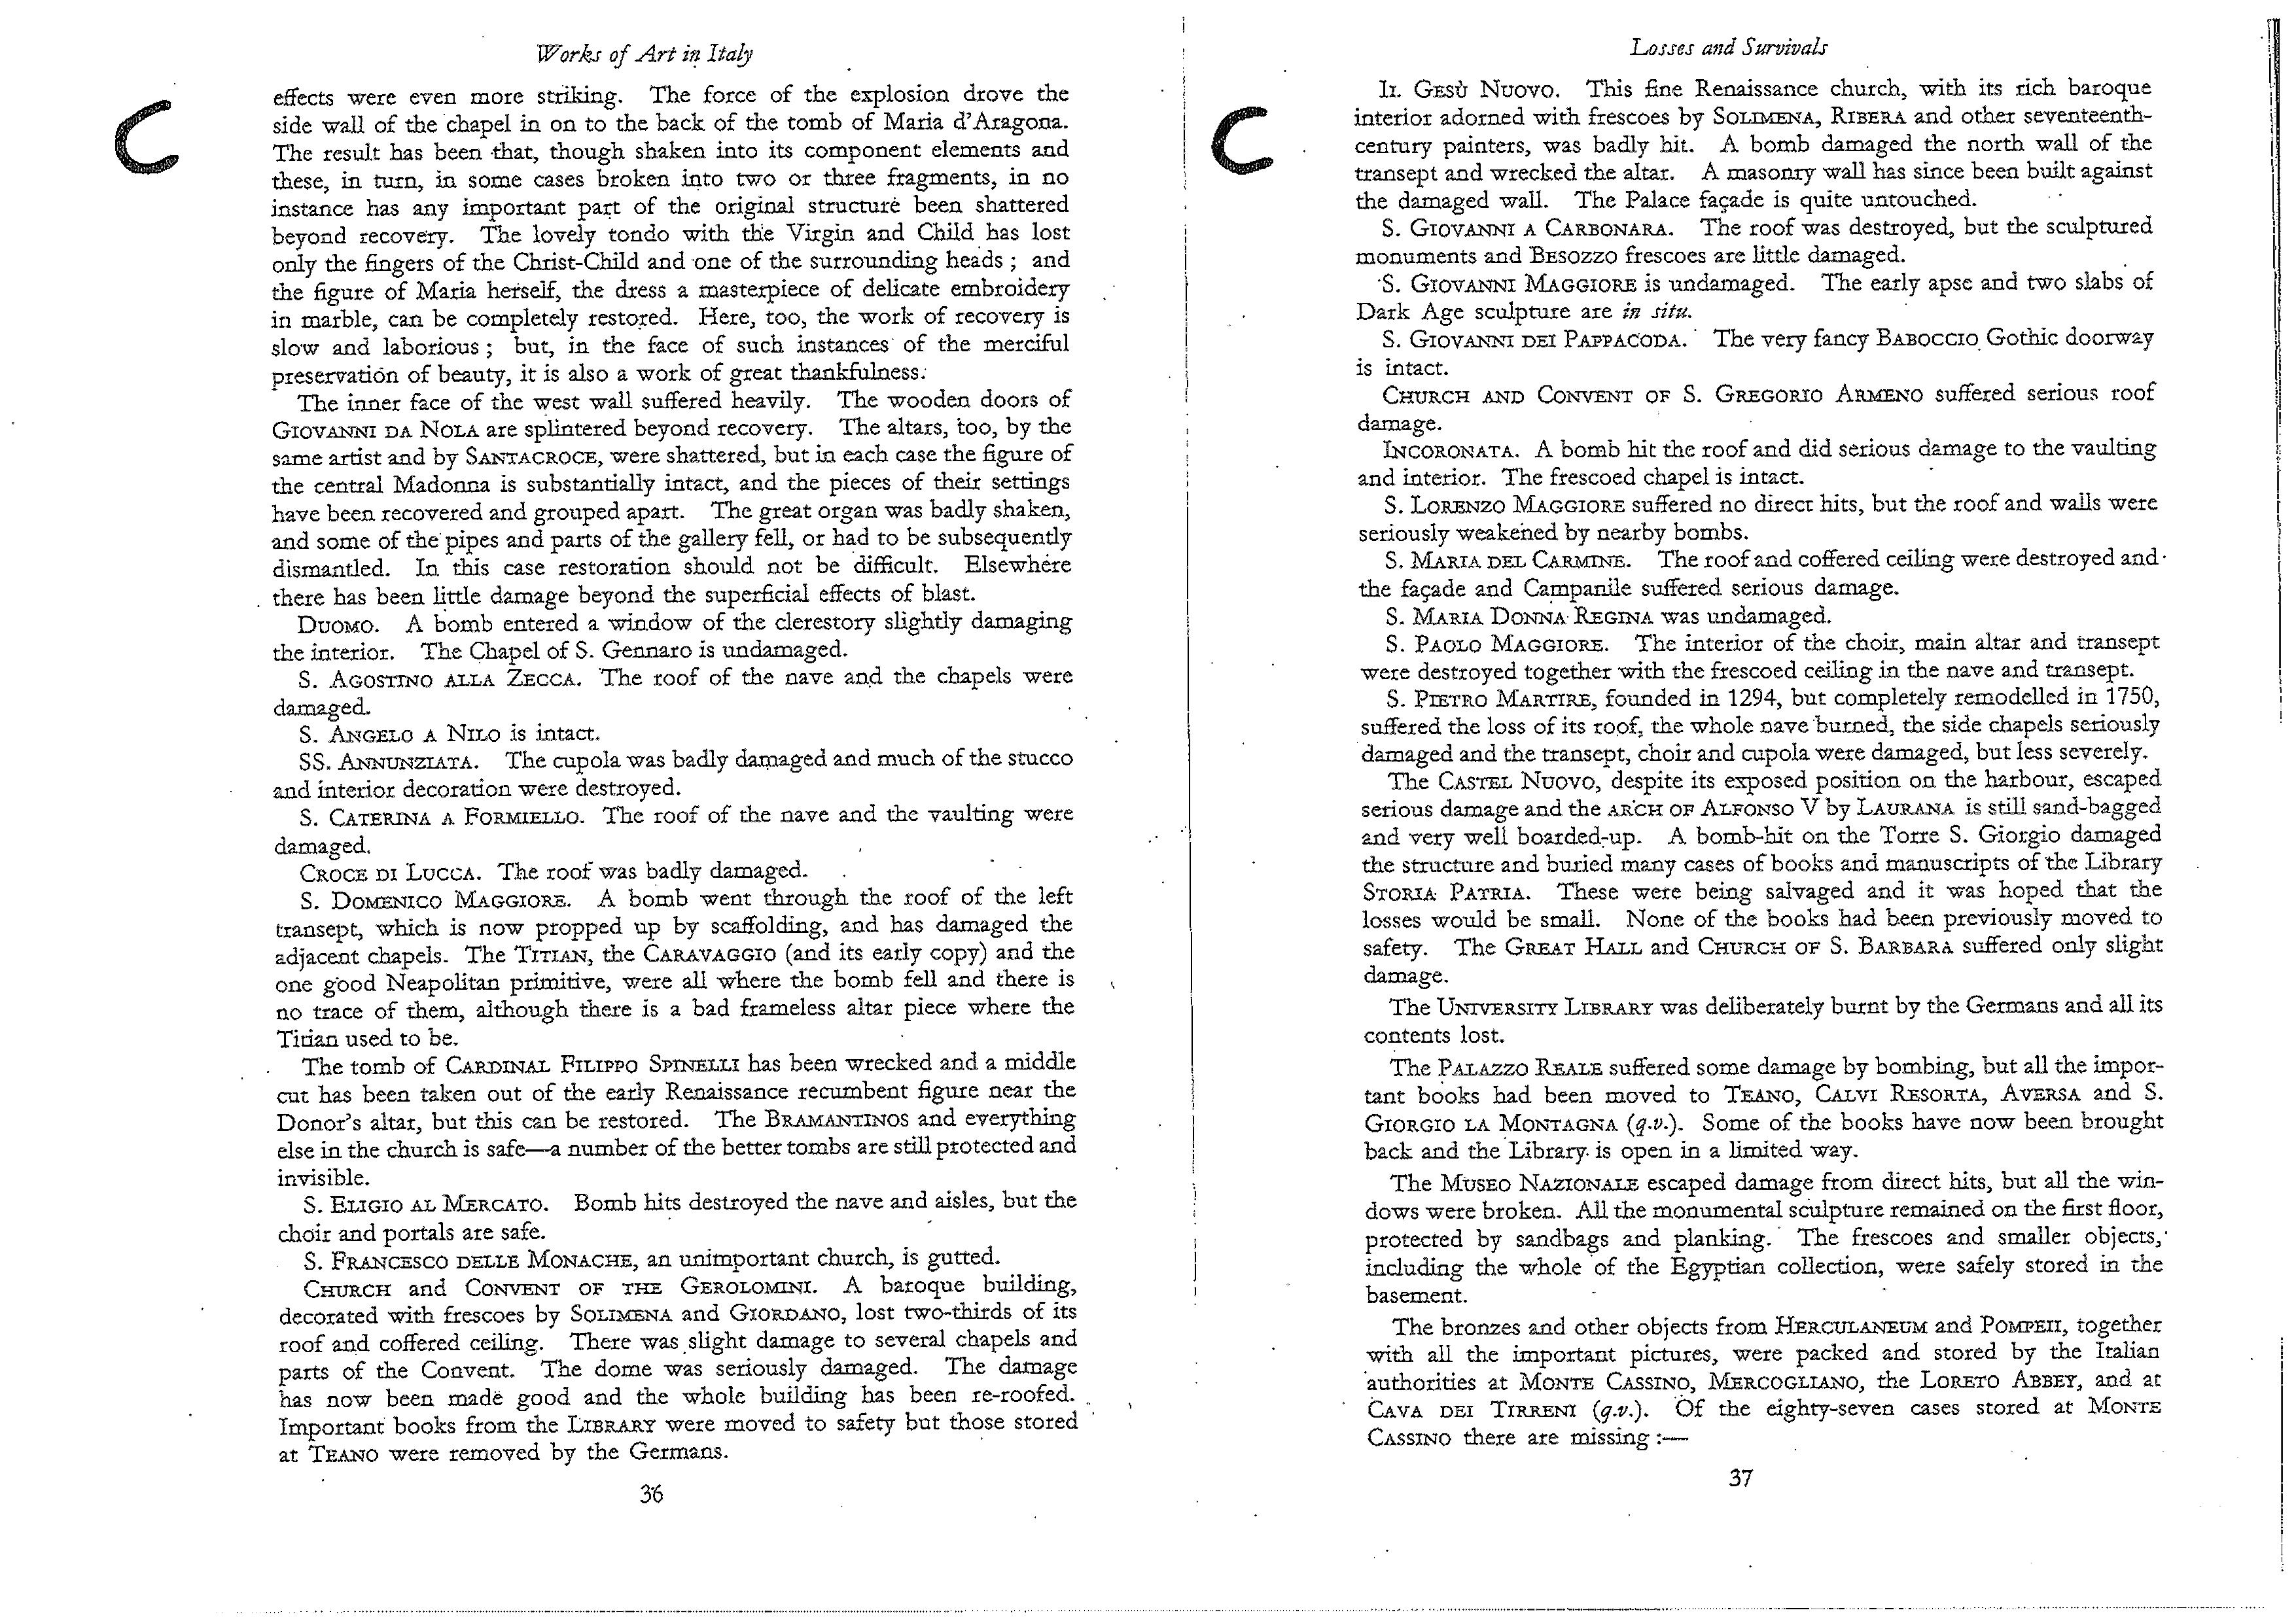 Works of Art in Italy
effects were even more striking. The force of the explosion drove the
side wall of the chapel in on to the back of the tomb of Maria d'Aragona.
The result has been that, though shaken into its component elements and
these, in turn, in some cases broken into two or three fragments, in no
instance has any important part of the original structure been shattered
beyond recovery. The lovely tondo with the Virgin and Child has lost
only the fingers of the Christ-Child and one of the surrounding heads ; and
the figure of Maria herself, the dress a masterpiece of delicate embroidery
in marble, can be completely restored. Here, too, the work of recovery is
slow and laborious ; but, in the face of such instances of the merciful
preservation of beauty, it is also a work of great thankfulness.
The inner face of the west wall suffered heavily. The wooden doors of
GIOVANNI DA NOLA are splintered beyond recovery. The altars, too, by the
same artist and by SANTACROCE, were shattered, but in each case the figure of
the central Madonna is substantially intact, and the pieces of their settings
have been recovered and grouped apart. The great organ was badly shaken,
and some of the pipes and parts of the gallery fell, or had to be subsequently
dismantled. In this case restoration should not be difficult. Elsewhere
there has been little damage beyond the superficial effects of blast.
DUOMO. A bomb entered a window of the clerestory slightly damaging
the interior. The Chapel of S. Gennaro is undamaged.
S. AGOSTINO ALLA ZECCA. The roof of the nave and the chapels were
damaged.
S. ANGELO A NILO is intact.
SS. ANNUNZIATA. The cupola was badly damaged and much of the stucco
and interior decoration were destroyed.
S. CATERINA A FORMIELLO. The roof of the nave and the vaulting were
damaged.
CROCE DI LUCCA. The roof was badly damaged.
S. DOMENICO MAGGIORE. A bomb went through the roof of the left
transept, which is now propped up by scaffolding, and has damaged the
adjacent chapels. The TITIAN, the CARAVAGGIO (and its early copy) and the
one good Neapolitan primitive, were all where the bomb fell and there is
no trace of them, although there is a bad frameless altar piece where the
Titian used to be.
The tomb of CARDINAL FILIPPO SPINELLI has been wrecked and a middle
cut has been taken out of the early Renaissance recumbent figure near the
Donor's altar, but this can be restored. The BRAMANTINOS and everything
else in the church is safe—a number of the better tombs are still protected and
invisible.
S. ELIGIO AL MERCATO. Bomb hits destroyed the nave and aisles, but the
choir and portals are safe.
S. FRANCESCO DELLE MONACHE, an unimportant church, is gutted.
CHURCH and CONVENT OF THE GEROLOMINI. A baroque building,
decorated with frescoes by SOLIMENA and GIORDANO, lost two-thirds of its
roof and coffered ceiling. There was slight damage to several chapels and
parts of the Convent. The dome was seriously damaged. The damage
has now been made good and the whole building has been re-roofed.
Important books from the LIBRARY were moved to safety but those stored
at TEANO were removed by the Germans.
36
C
Losses and Survivals
IL GESÙ NUOVO. This fine Renaissance church, with its rich baroque
interior adorned with frescoes by SOLIMENA, RIBERA and other seventeenth-
century painters, was badly hit. A bomb damaged the north wall of the
transept and wrecked the altar. A masonry wall has since been built against
the damaged wall. The Palace façade is quite untouched.
S. GIOVANNI A CARBONARA. The roof was destroyed, but the sculptured
monuments and BESOZZO frescoes are little damaged.
S. GIOVANNI MAGGIORE is undamaged. The early apse and two slabs of
Dark Age sculpture are in situ.
S. GIOVANNI DEI PAPPACODA. The very fancy BABOCCIO Gothic doorway
is intact.
CHURCH AND CONVENT OF S. GREGORIO ARMENO suffered serious roof
damage.
INCORONATA. A bomb hit the roof and did serious damage to the vaulting
and interior. The frescoed chapel is intact.
S. LORENZO MAGGIORE suffered no direct hits, but the roof and walls were
seriously weakened by nearby bombs.
S. MARIA DEL CARMINE. The roof and coffered ceiling were destroyed and
the façade and Campanile suffered serious damage.
S. MARIA DONNA REGINA was undamaged.
S. PAOLO MAGGIORE. The interior of the choir, main altar and transept
were destroyed together with the frescoed ceiling in the nave and transept.
S. PIETRO MARTIRE, founded in 1294, but completely remodelled in 1750,
suffered the loss of its roof, the whole nave burned, the side chapels seriously
damaged and the transept, choir and cupola were damaged, but less severely.
The CASTEL NUOVO, despite its exposed position on the harbour, escaped
serious damage and the ARCH OF ALFONSO V by LAURANA is still sand-bagged
and very well boarded-up. A bomb-hit on the Torre S. Giorgio damaged
the structure and buried many cases of books and manuscripts of the Library
STORIA PATRIA. These were being salvaged and it was hoped that the
losses would be small. None of the books had been previously moved to
safety. The GREAT HALL and CHURCH OF S. BARBARA suffered only slight
damage.
The UNIVERSITY LIBRARY was deliberately burnt by the Germans and all its
contents lost.
The PALAZZO REALE suffered some damage by bombing, but all the impor-
tant books had been moved to TEANO, CALVI RESORTA, AVERSA and S.
GIORGIO LA MONTAGNA (q.v.). Some of the books have now been brought
back and the Library is open in a limited way.
The MUSEO NAZIONALE escaped damage from direct hits, but all the win-
dows were broken. All the monumental sculpture remained on the first floor,
protected by sandbags and planking. The frescoes and smaller objects,
including the whole of the Egyptian collection, were safely stored in the
basement.
The bronzes and other objects from HERCULANEUM and POMPEII, together
with all the important pictures, were packed and stored by the Italian
authorities at MONTE CASSINO, MERCOGLIANO, the LORETO ABBEY, and at
CAVA DEI TIRRENI (q.v.). Of the eighty-seven cases stored at MONTE
CASSINO there are missing :—
37
C